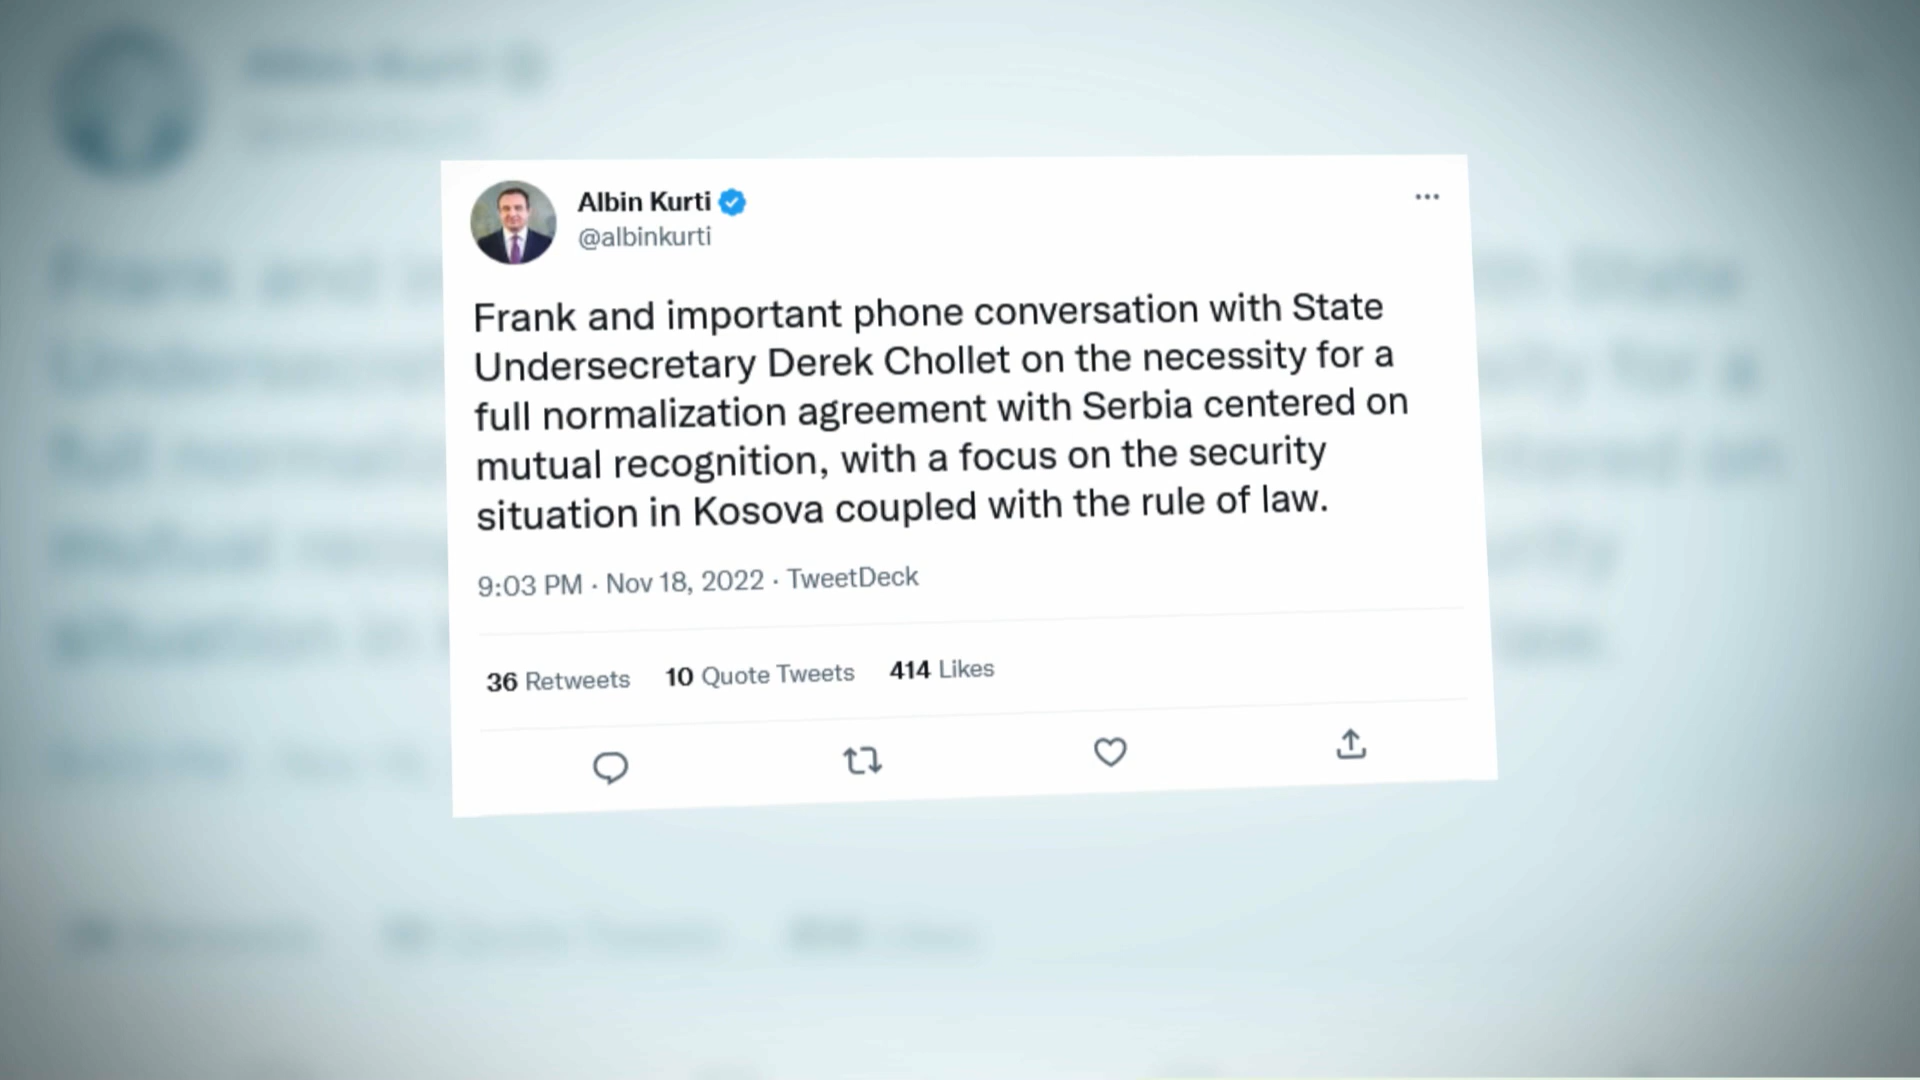 Albin Kurti
@albinkurti
Frank and important phone conversation with State
Undersecretary Derek Chollet on the necessity for a
full normalization agreement with Serbia centered on
mutual recognition, with a focus on the security
situation in Kosova coupled with the rule of law.
9:03 PM · Nov 18, 2022 · TweetDeck
36 Retweets 10 Quote Tweets 414 Likes